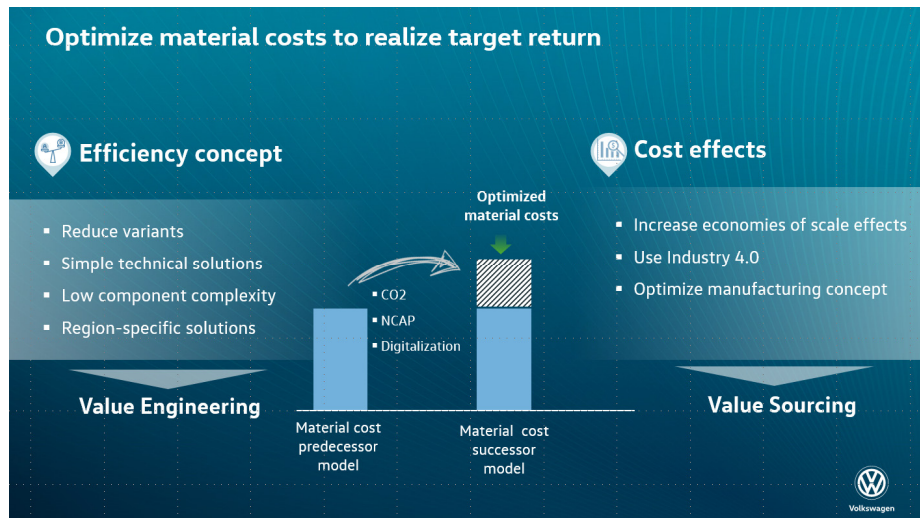 Optimize material costs to realize target return
Efficiency concept
▪ Reduce variants
▪ Simple technical solutions
▪ Low component complexity
▪ Region-specific solutions
Value Engineering
Optimized
material costs
▪ CO2
▪ NCAP
▪ Digitalization
Material cost
predecessor
model
Material cost
successor
model
Cost effects
▪ Increase economies of scale effects
▪ Use Industry 4.0
▪ Optimize manufacturing concept
Value Sourcing
Volkswagen